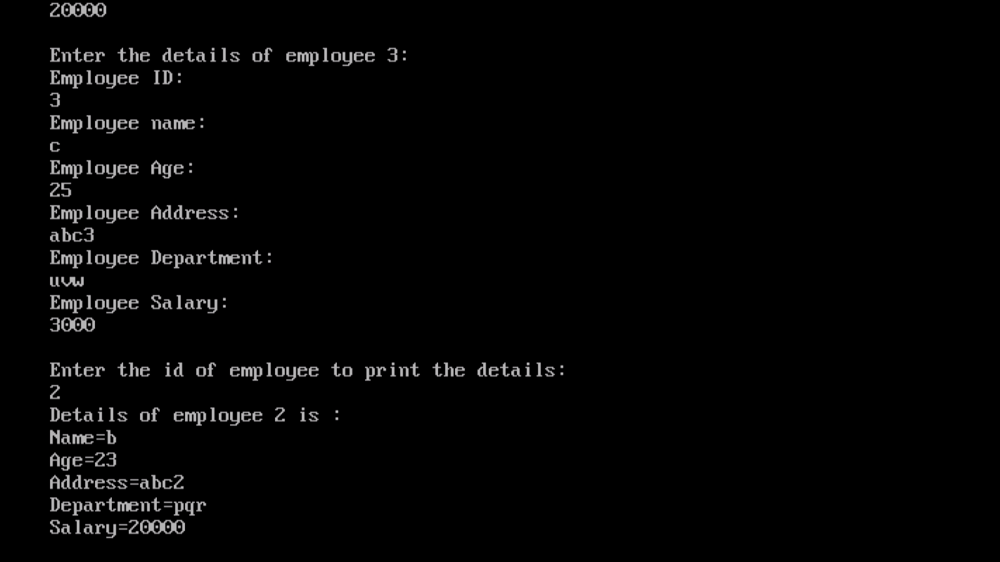 20000
Enter the details of employee 3:
Employee ID:
3
Employee name:
c
Employee Age:
25
Employee Address:
abc3
Employee Department:
uvw
Employee Salary:
3000
Enter the id of employee to print the details:
2
Details of employee 2 is :
Name=b
Age=23
Address=abc2
Department=pqr
Salary=20000